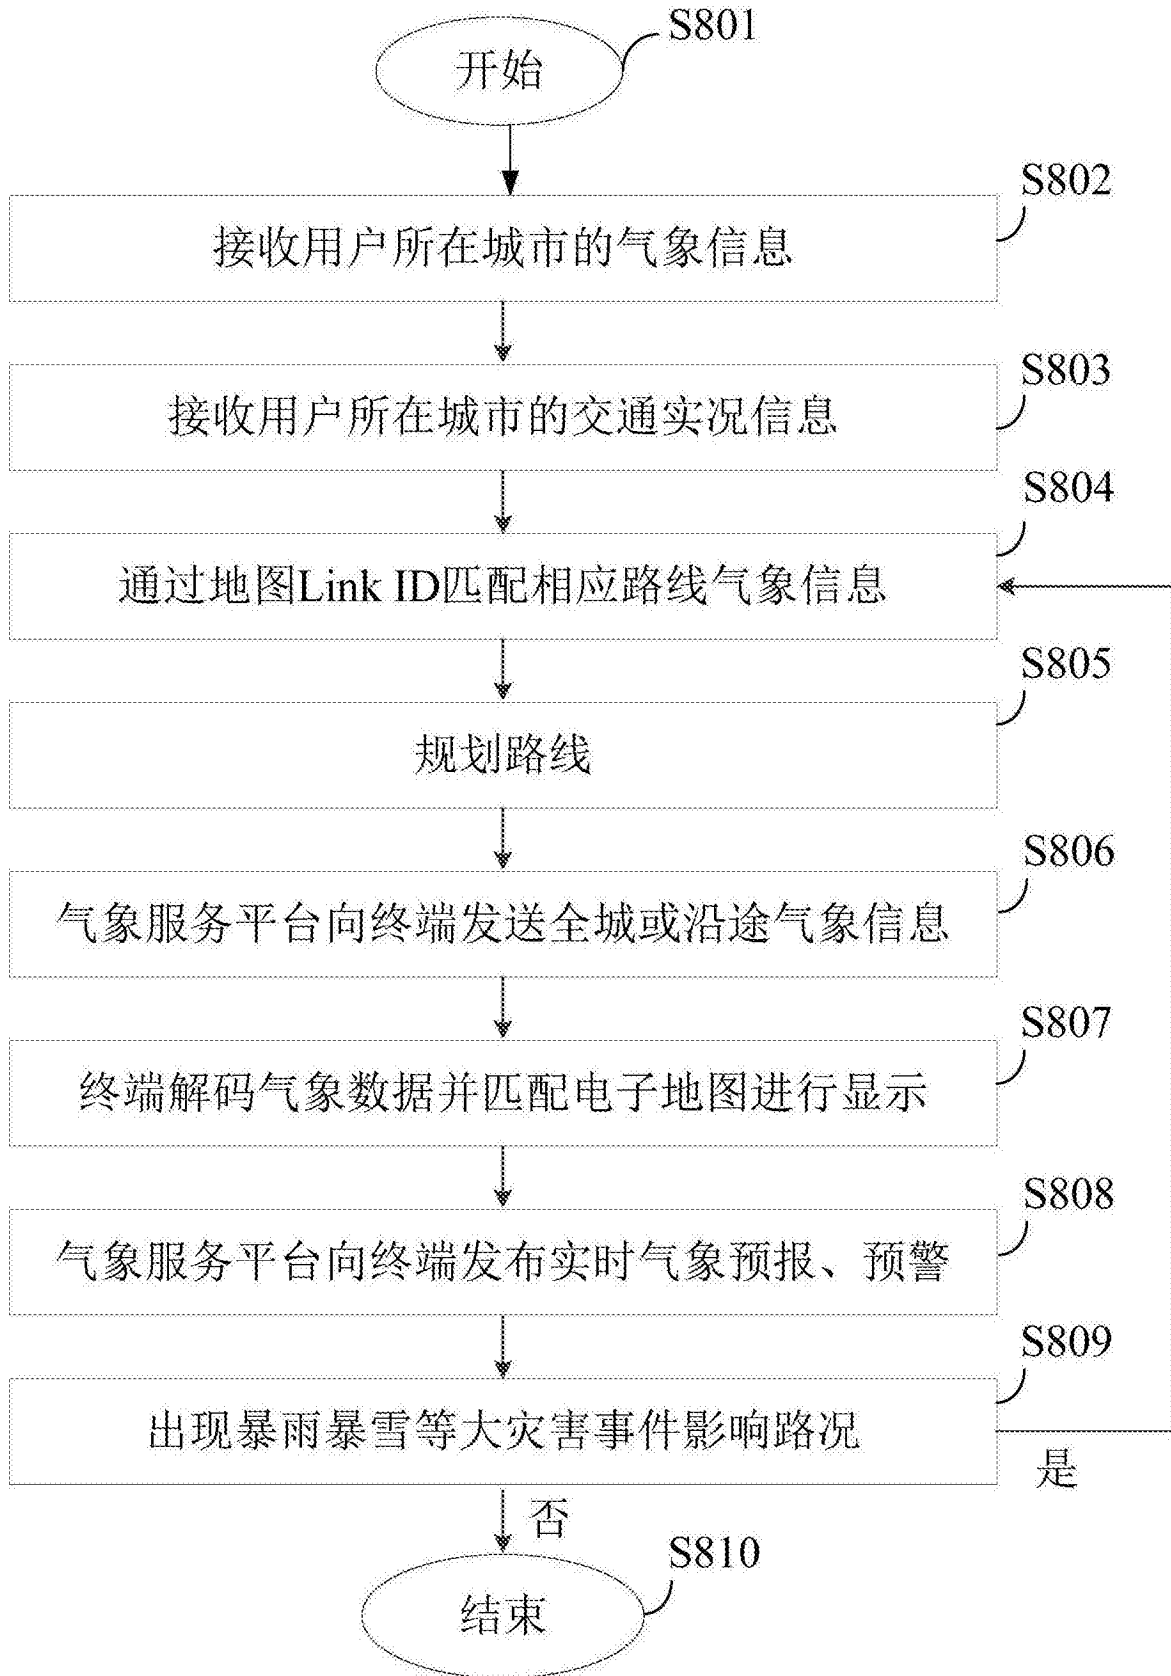 S801
开始
S802
接收用户所在城市的气象信息
S803
接收用户所在城市的交通实况信息
S804
通过地图Link ID匹配相应路线气象信息
S805
规划路线
S806
气象服务平台向终端发送全城或沿途气象信息
S807
终端解码气象数据并匹配电子地图进行显示
S808
气象服务平台向终端发布实时气象预报、预警
S809
出现暴雨暴雪等大灾害事件影响路况
是
否
S810
结束